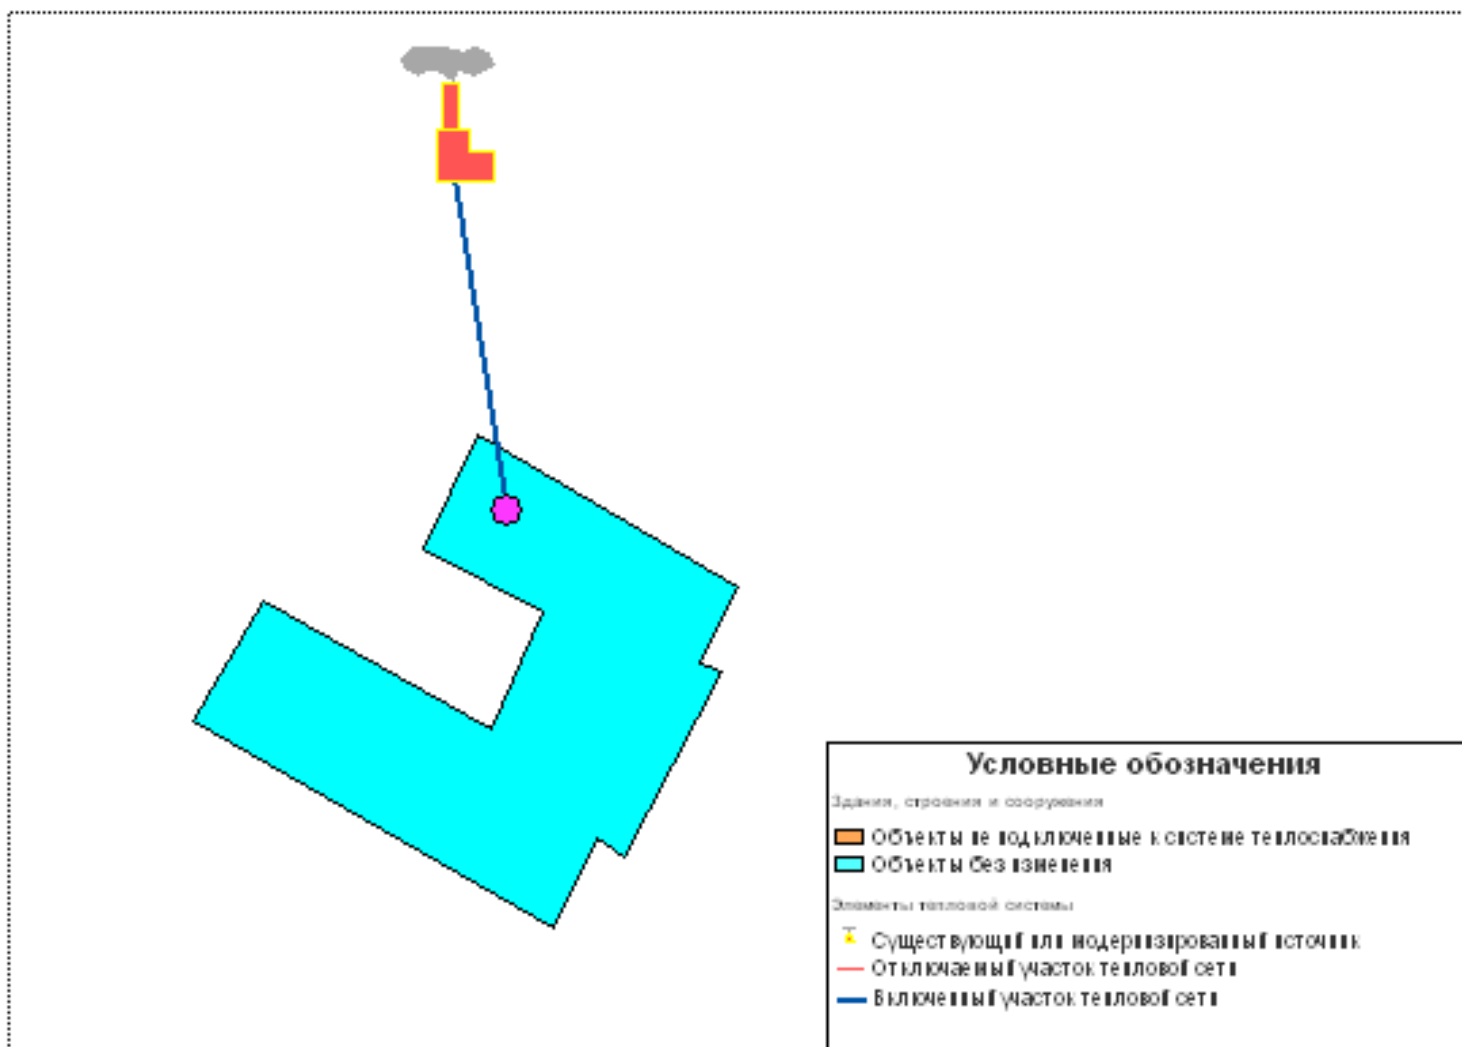 Условные обозначения
Здания, строения и сооружения
Объекты не подключенные к системе теплоснабжения
Объекты без изменения
Элементы тепловой системы
Существующий или модернизированный источник
Отключаемый участок тепловой сети
Включенный участок тепловой сети